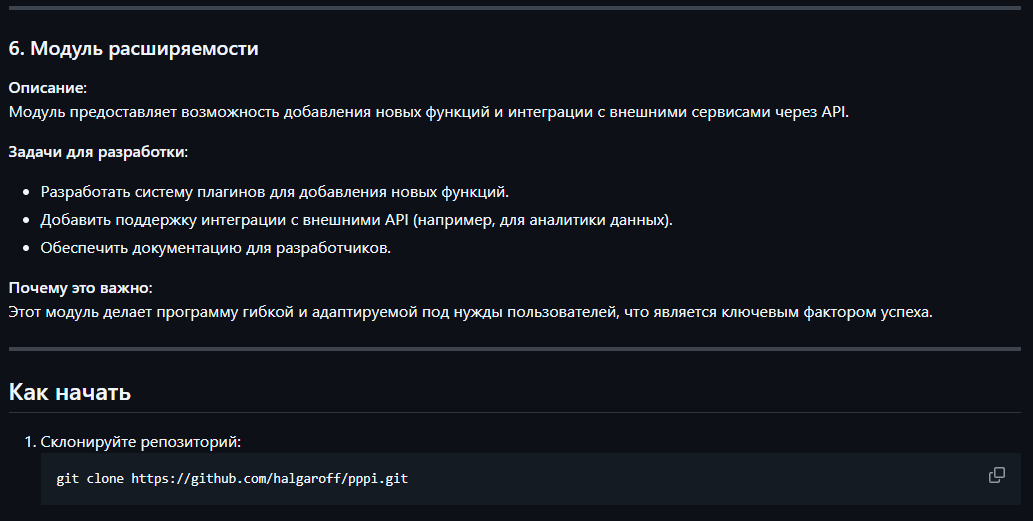 6. Модуль расширяемости
Описание:
Модуль предоставляет возможность добавления новых функций и интеграции с внешними сервисами через API.
Задачи для разработки:
• Разработать систему плагинов для добавления новых функций.
• Добавить поддержку интеграции с внешними API (например, для аналитики данных).
• Обеспечить документацию для разработчиков.
Почему это важно:
Этот модуль делает программу гибкой и адаптируемой под нужды пользователей, что является ключевым фактором успеха.
Как начать
1. Склонируйте репозиторий:
git clone https://github.com/halgaroff/pppi.git